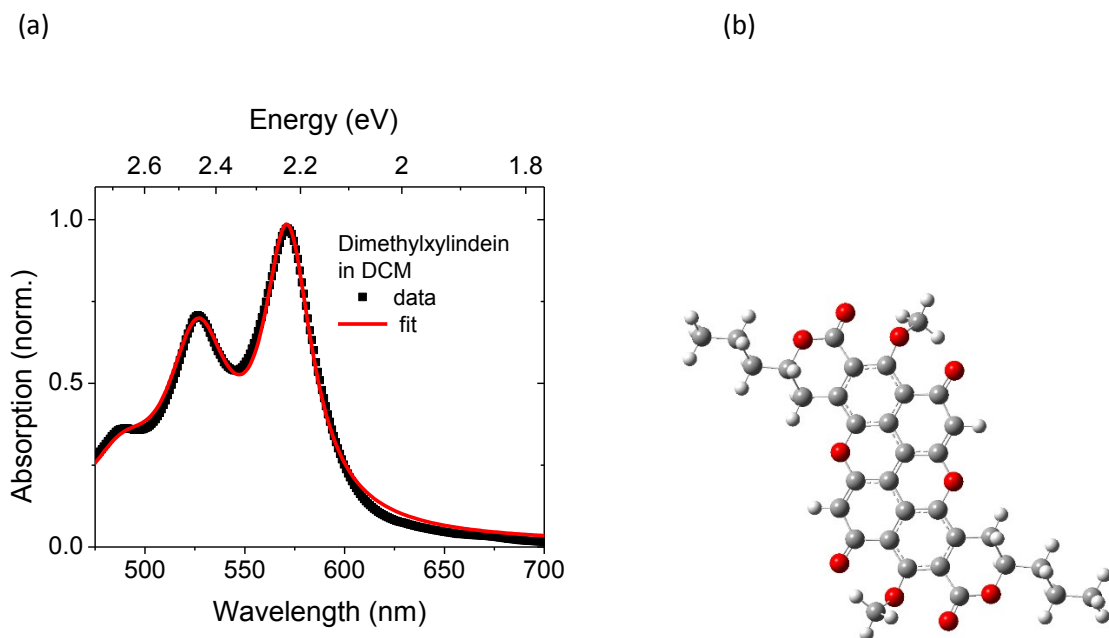 (a)
(b)
Energy (eV)
2.6 2.4 2.2 2 1.8
1.0
0.5
0.0
Absorption (norm.)
Dimethylxylindein
in DCM
data
fit
500 550 600 650 700
Wavelength (nm)